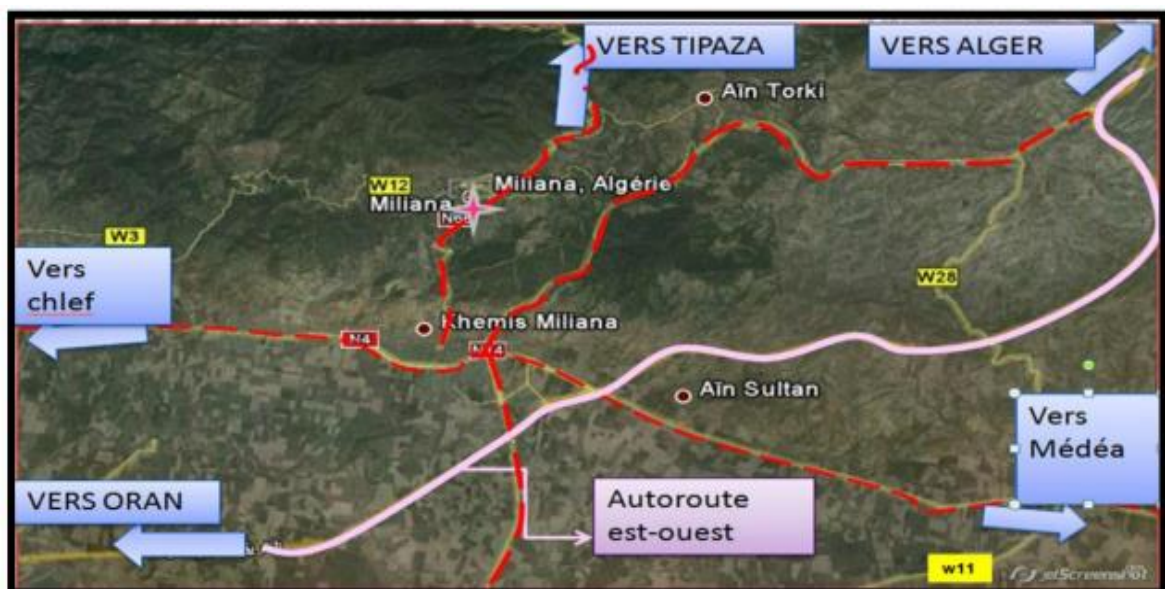 VERS TIPAZA
VERS ALGER
Aïn Torki
W12
Miliana, Algérie
Miliana
W3
Vers
chlef
W28
Khemis Miliana
N4
Aïn Sultan
Vers
Médéa
VERS ORAN
Autoroute
est-ouest
w11
jetScreenshot